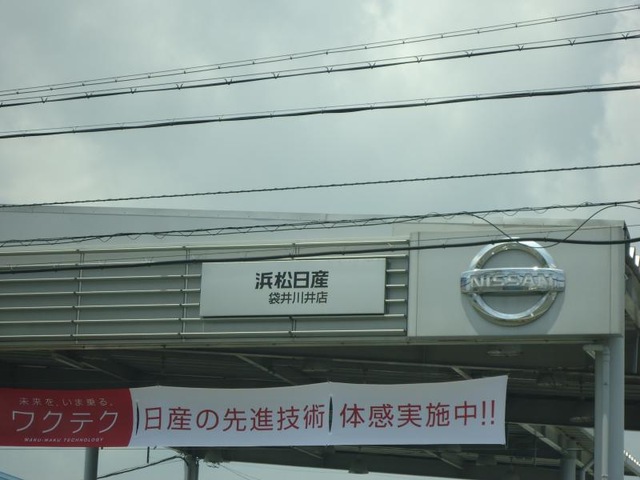 浜松日産
袋井川井店
NISSAN
未来を、いま乗る。
ワクテク
WAKU-WAKU TECHNOLOGY
日産の先進技術 体感実施中!!